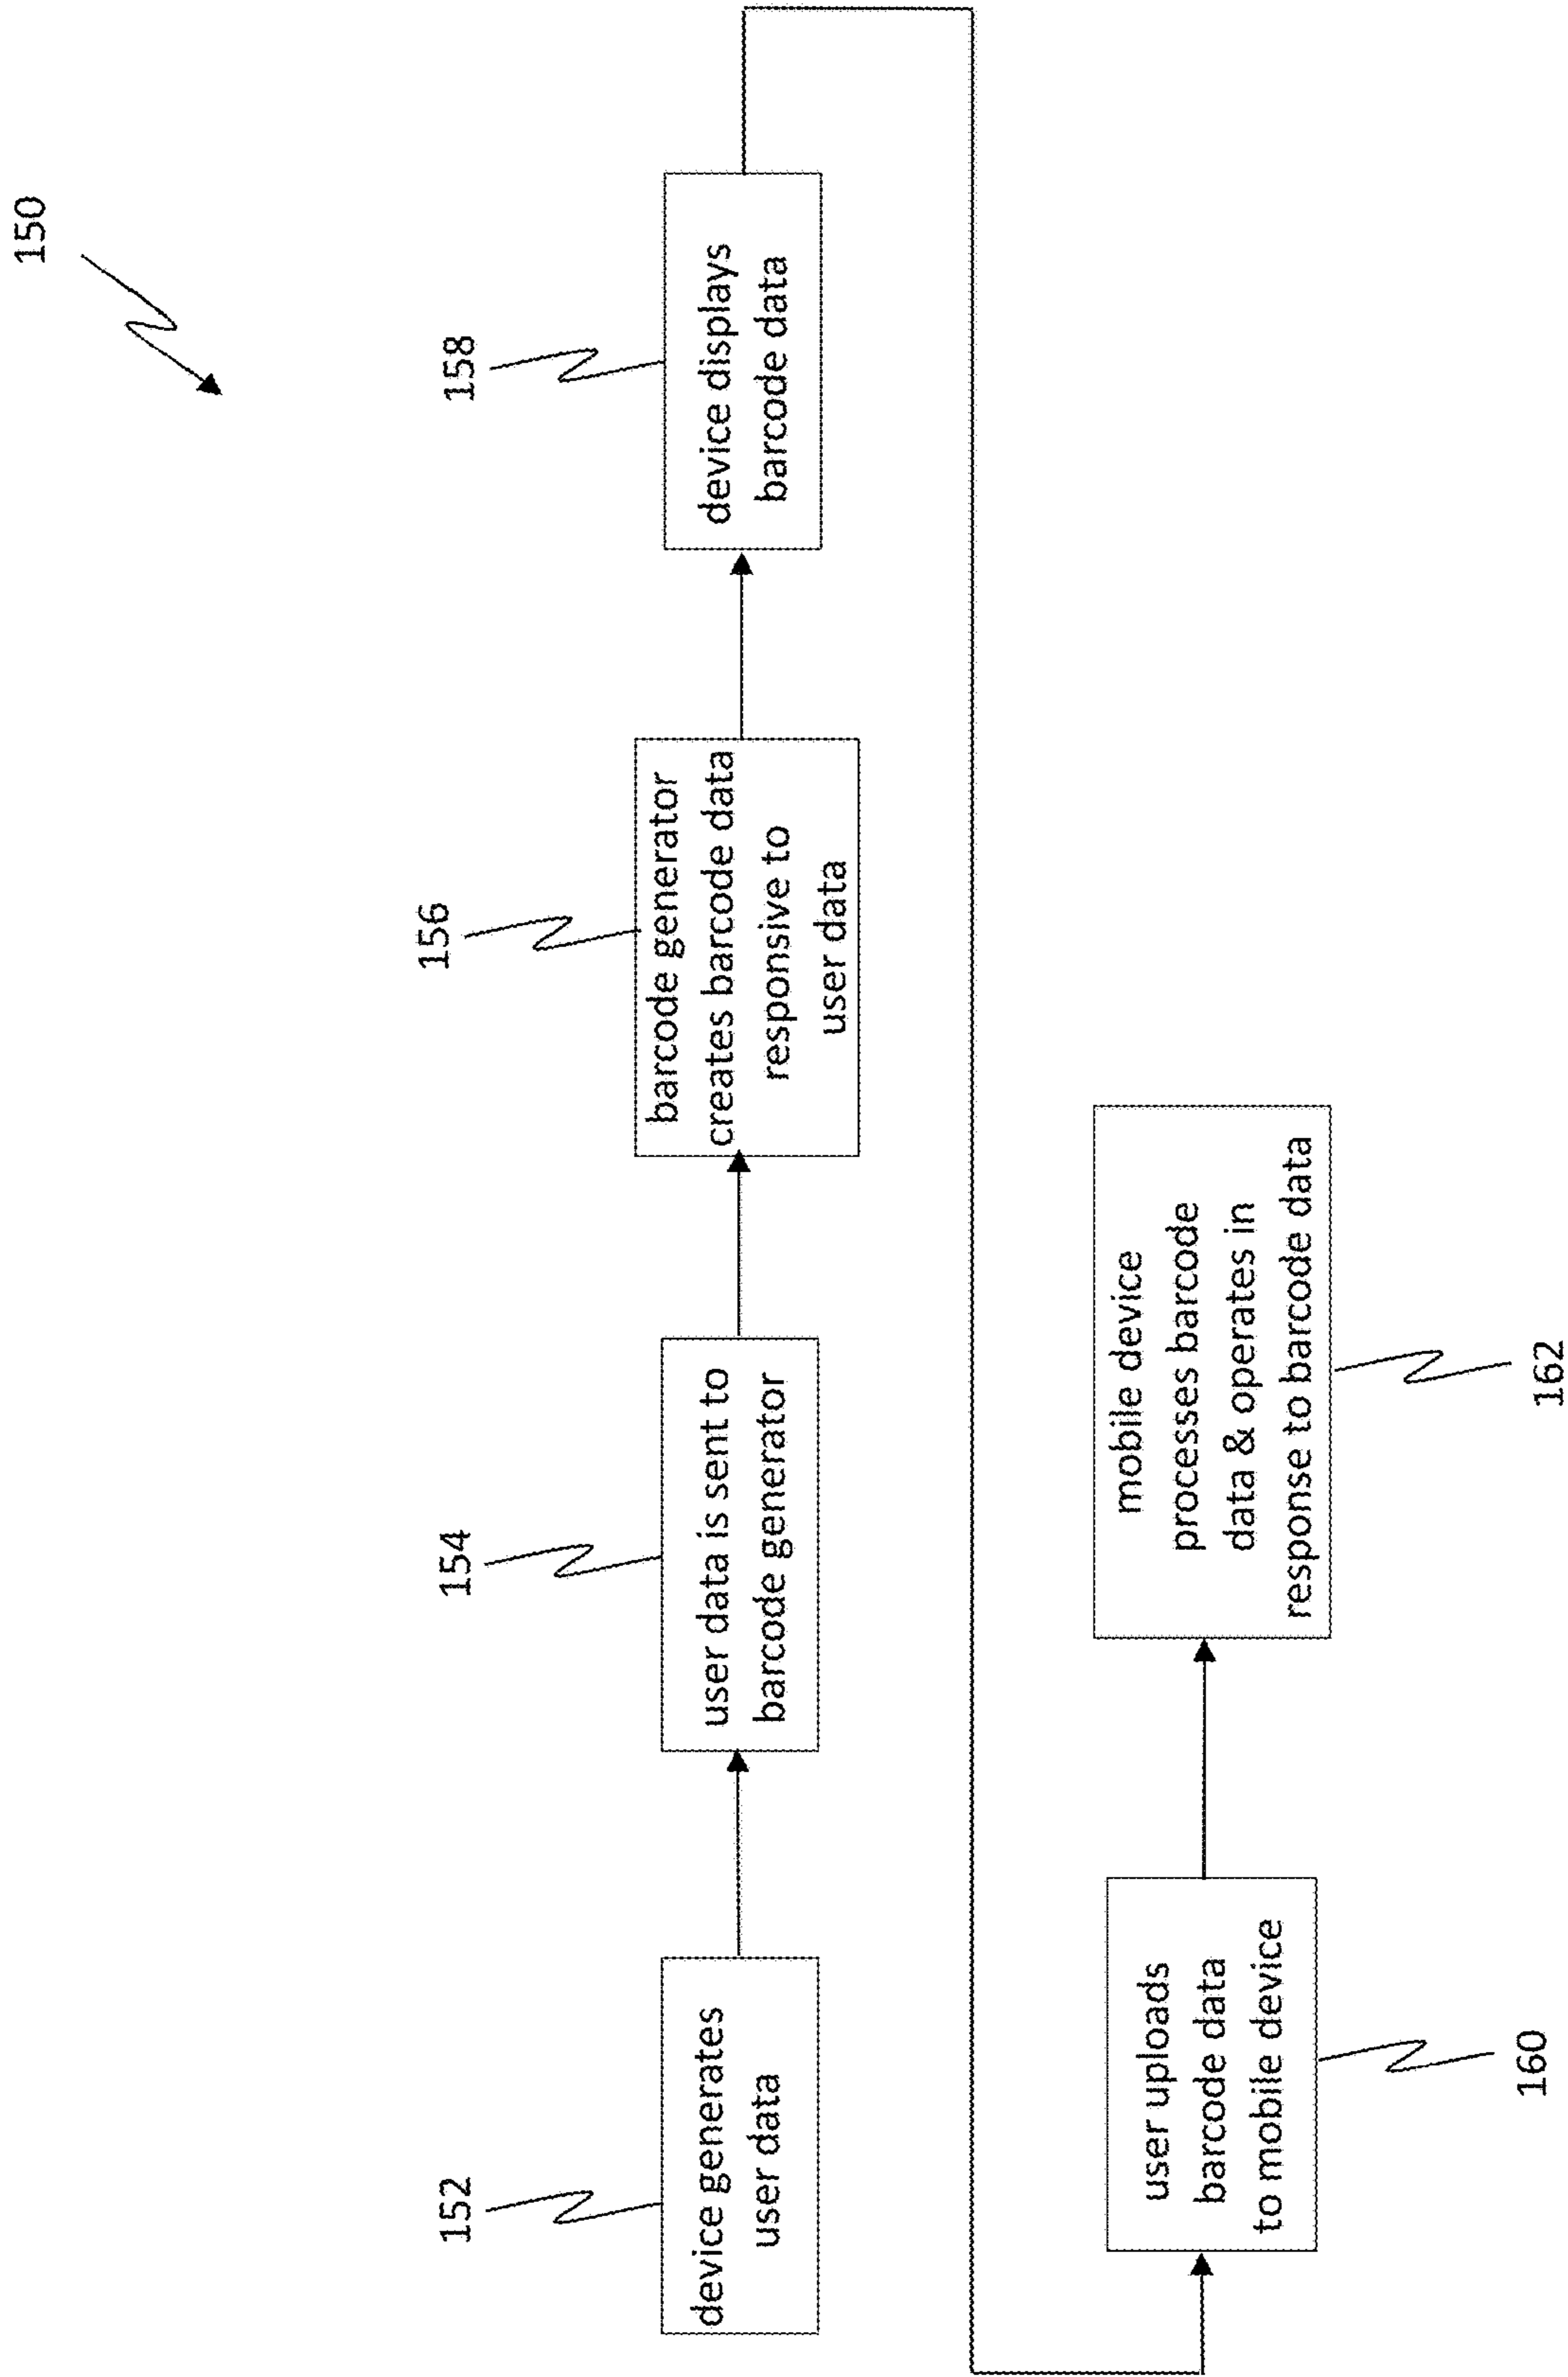 150
152
device generates
user data
154
user data is sent to
barcode generator
156
barcode generator
creates barcode data
responsive to
user data
158
device displays
barcode data
user uploads
barcode data
to mobile device
160
mobile device
processes barcode
data & operates in
response to barcode data
162